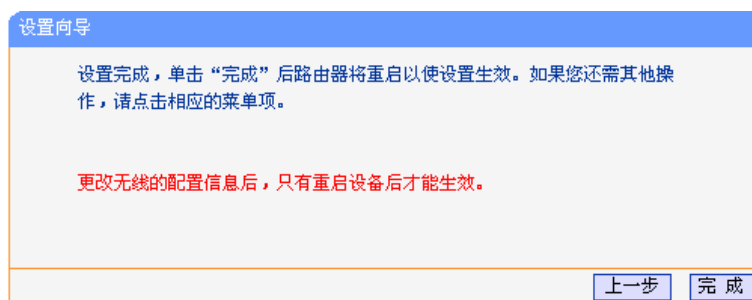 设置向导
设置完成，单击“完成”后路由器将重启以使设置生效。如果您还需其他操
作，请点击相应的菜单项。
更改无线的配置信息后，只有重启设备后才能生效。
上一步 完 成